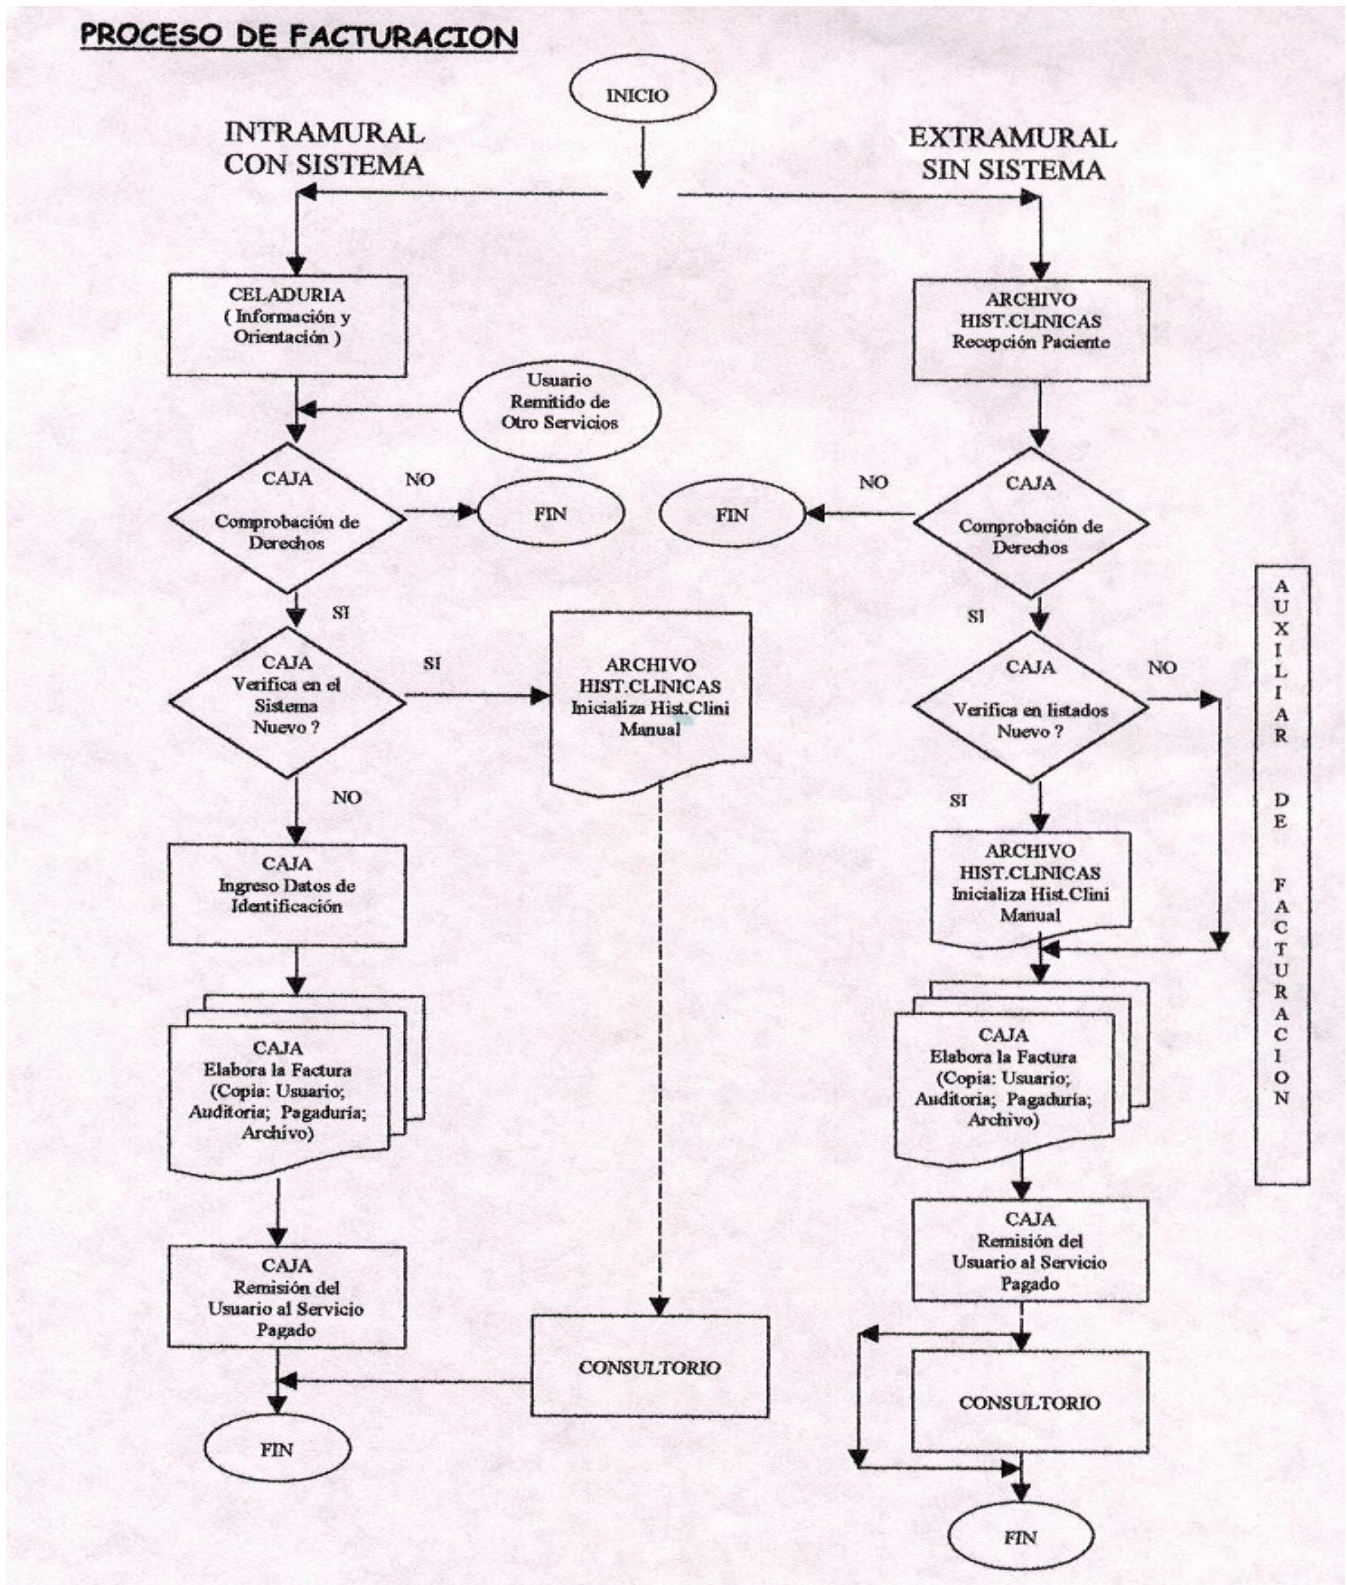 PROCESO DE FACTURACION
INICIO
INTRAMURAL
CON SISTEMA
EXTRAMURAL
SIN SISTEMA
CELADURIA
( Información y
Orientación )
ARCHIVO
HIST.CLINICAS
Recepción Paciente
Usuario
Remitido de
Otro Servicios
CAJA
Comprobación de
Derechos
NO
FIN
FIN
NO
CAJA
Comprobación de
Derechos
SI
SI
CAJA
Verifica en el
Sistema
Nuevo ?
SI
ARCHIVO
HIST.CLINICAS
Inicializa Hist.Clini
Manual
CAJA
Verifica en listados
Nuevo ?
NO
AUXILIAR DE FACTURACION
NO
SI
CAJA
Ingreso Datos de
Identificación
ARCHIVO
HIST.CLINICAS
Inicializa Hist.Clini
Manual
CAJA
Elabora la Factura
(Copia: Usuario;
Auditoria; Pagaduría;
Archivo)
CAJA
Elabora la Factura
(Copia: Usuario;
Auditoria; Pagaduría;
Archivo)
CAJA
Remisión del
Usuario al Servicio
Pagado
CAJA
Remisión del
Usuario al Servicio
Pagado
CONSULTORIO
CONSULTORIO
FIN
FIN